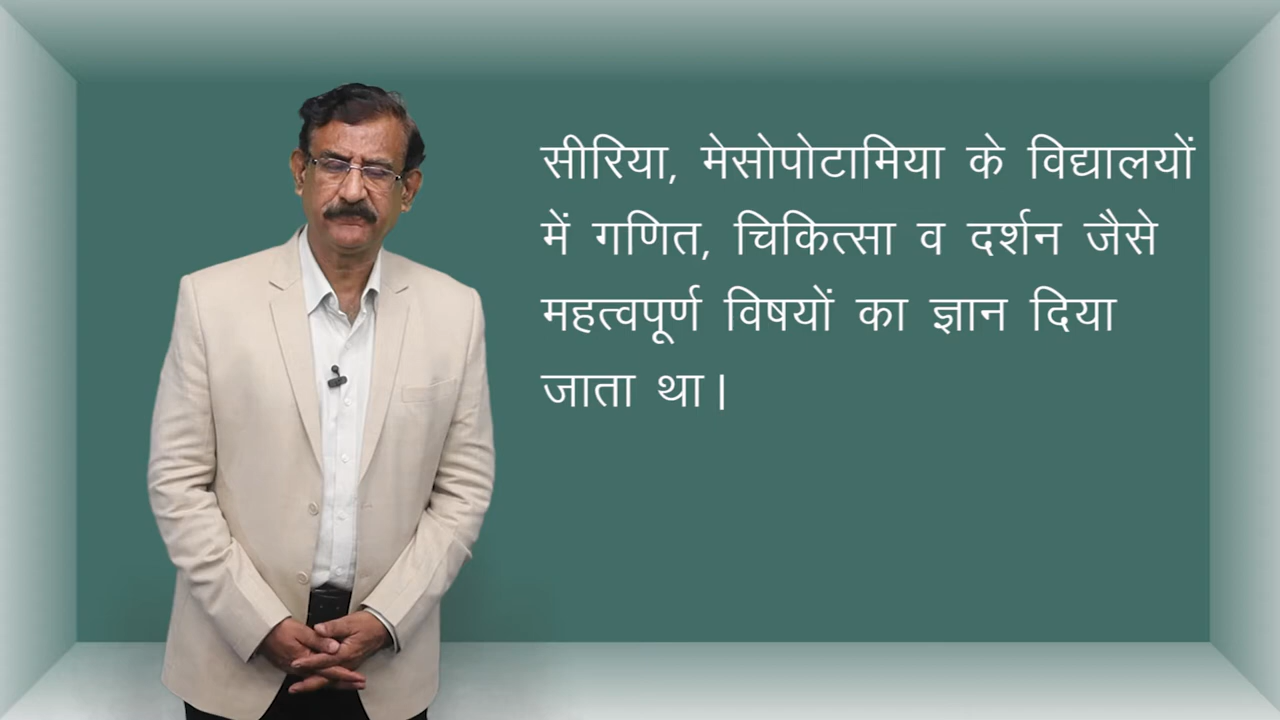 सीरिया, मेसोपोटामिया के विद्यालयों
में गणित, चिकित्सा व दर्शन जैसे
महत्वपूर्ण विषयों का ज्ञान दिया
जाता था।